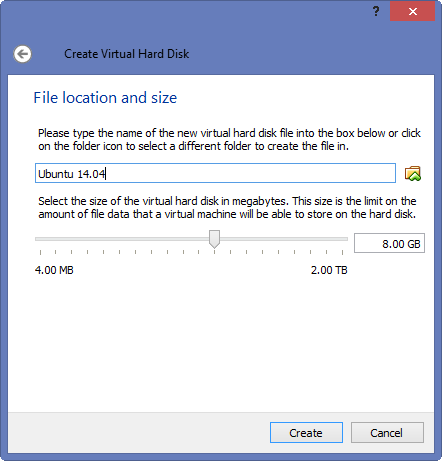 ?
Create Virtual Hard Disk
File location and size
Please type the name of the new virtual hard disk file into the box below or click
on the folder icon to select a different folder to create the file in.
Ubuntu 14.04
Select the size of the virtual hard disk in megabytes. This size is the limit on the
amount of file data that a virtual machine will be able to store on the hard disk.
8.00 GB
4.00 MB 2.00 TB
Create Cancel